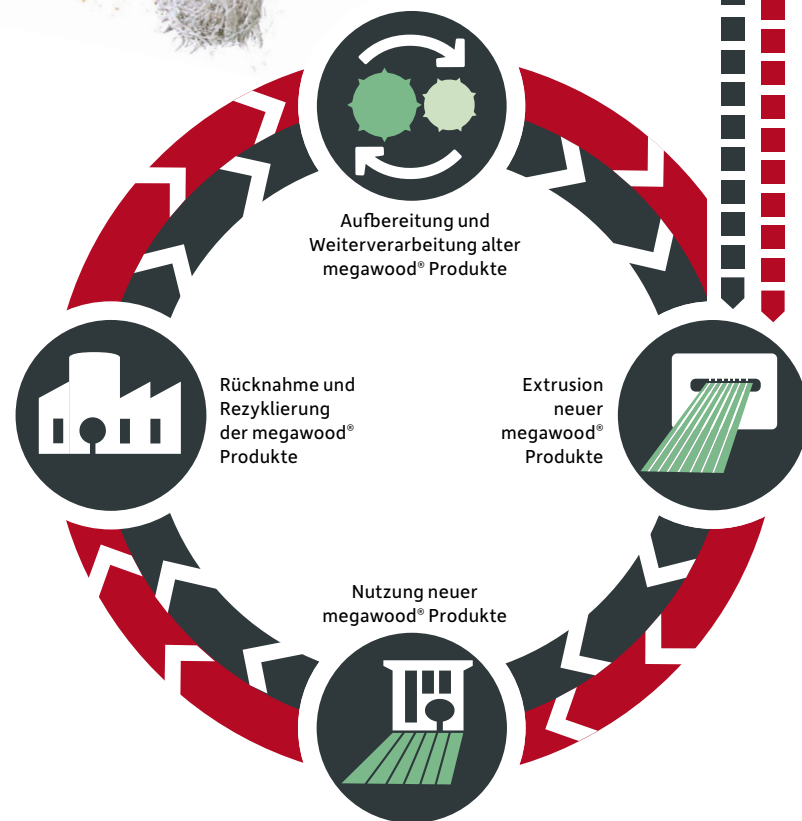 Aufbereitung und
Weiterverarbeitung alter
megawood® Produkte
Rücknahme und
Rezyklierung
der megawood®
Produkte
Extrusion
neuer
megawood®
Produkte
Nutzung neuer
megawood® Produkte